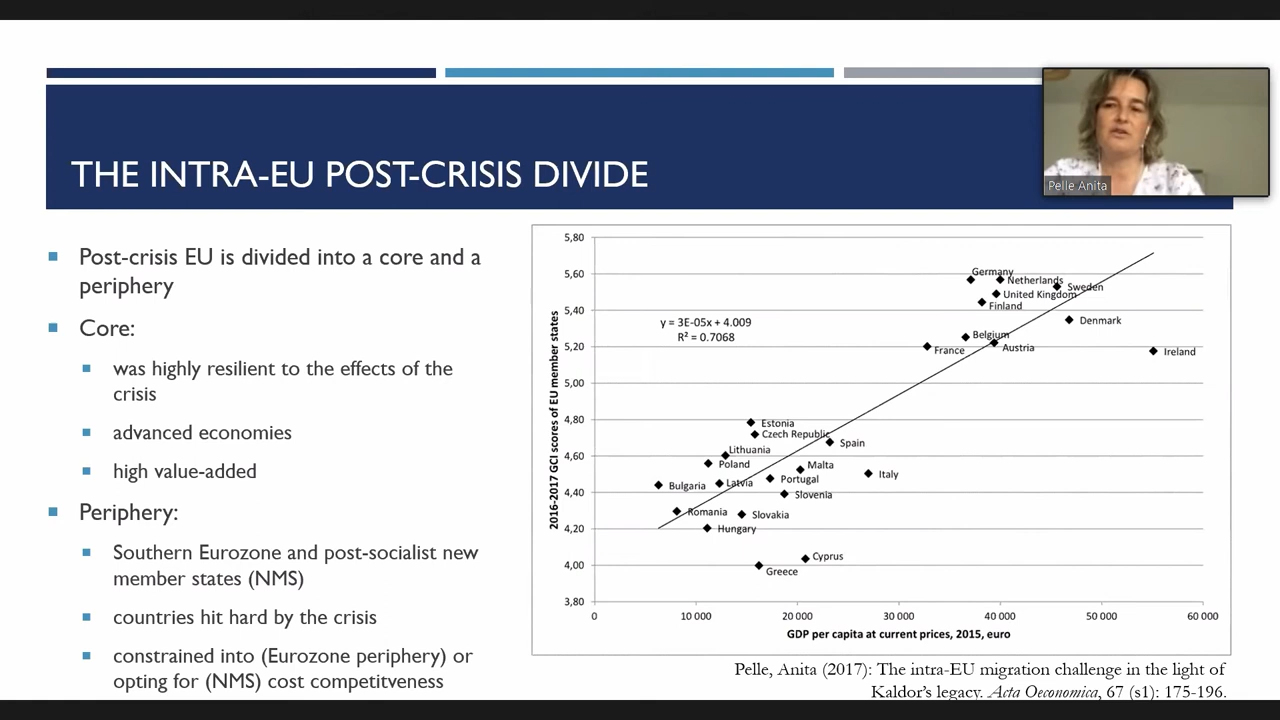 THE INTRA-EU POST-CRISIS DIVIDE
Pelle Anita
Post-crisis EU is divided into a core and a
periphery
Core:
was highly resilient to the effects of the
crisis
advanced economies
high value-added
Periphery:
Southern Eurozone and post-socialist new
member states (NMS)
countries hit hard by the crisis
constrained into (Eurozone periphery) or
opting for (NMS) cost competitveness
2016-2017 GCI scores of EU member states
5,80
5,60
5,40
5,20
5,00
4,80
4,60
4,40
4,20
4,00
3,80
y = 3E-05x + 4.009
R² = 0.7068
Germany
Netherlands
Sweden
United Kingdom
Finland
Denmark
Belgium
Austria
France
Ireland
Estonia
Czech Republic
Spain
Lithuania
Poland
Malta
Italy
Portugal
Bulgaria
Latvia
Slovenia
Romania
Slovakia
Hungary
Cyprus
Greece
0
10 000
20 000
30 000
40 000
50 000
60 000
GDP per capita at current prices, 2015, euro
Pelle, Anita (2017): The intra-EU migration challenge in the light of
Kaldor's legacy. Acta Oeconomica, 67 (s1): 175-196.